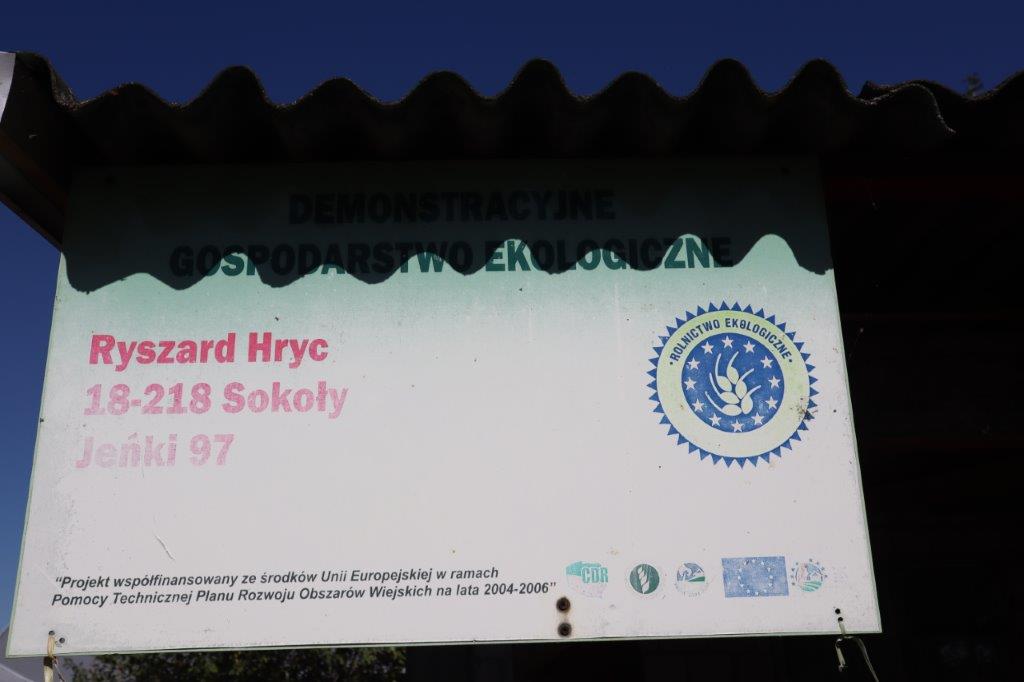 DEMONSTRACYJNE
GOSPODARSTWO EKOLOGICZNE
Ryszard Hryc
18-218 Sokoły
Jeńki 97
• ROLNICTWO EKOLOGICZNE •
“Projekt współfinansowany ze środków Unii Europejskiej w ramach
Pomocy Technicznej Planu Rozwoju Obszarów Wiejskich na lata 2004-2006”
CDR